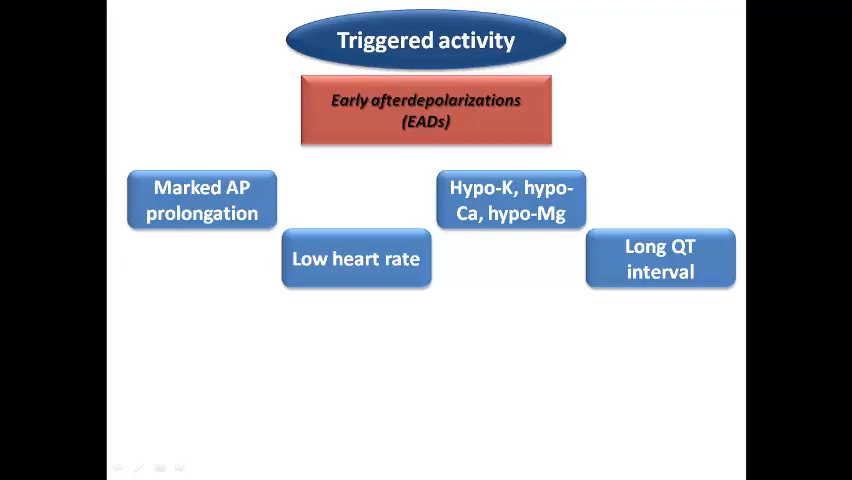 Triggered activity
Early afterdepolarizations
(EADs)
Marked AP
prolongation
Low heart rate
Hypo-K, hypo-
Ca, hypo-Mg
Long QT
interval